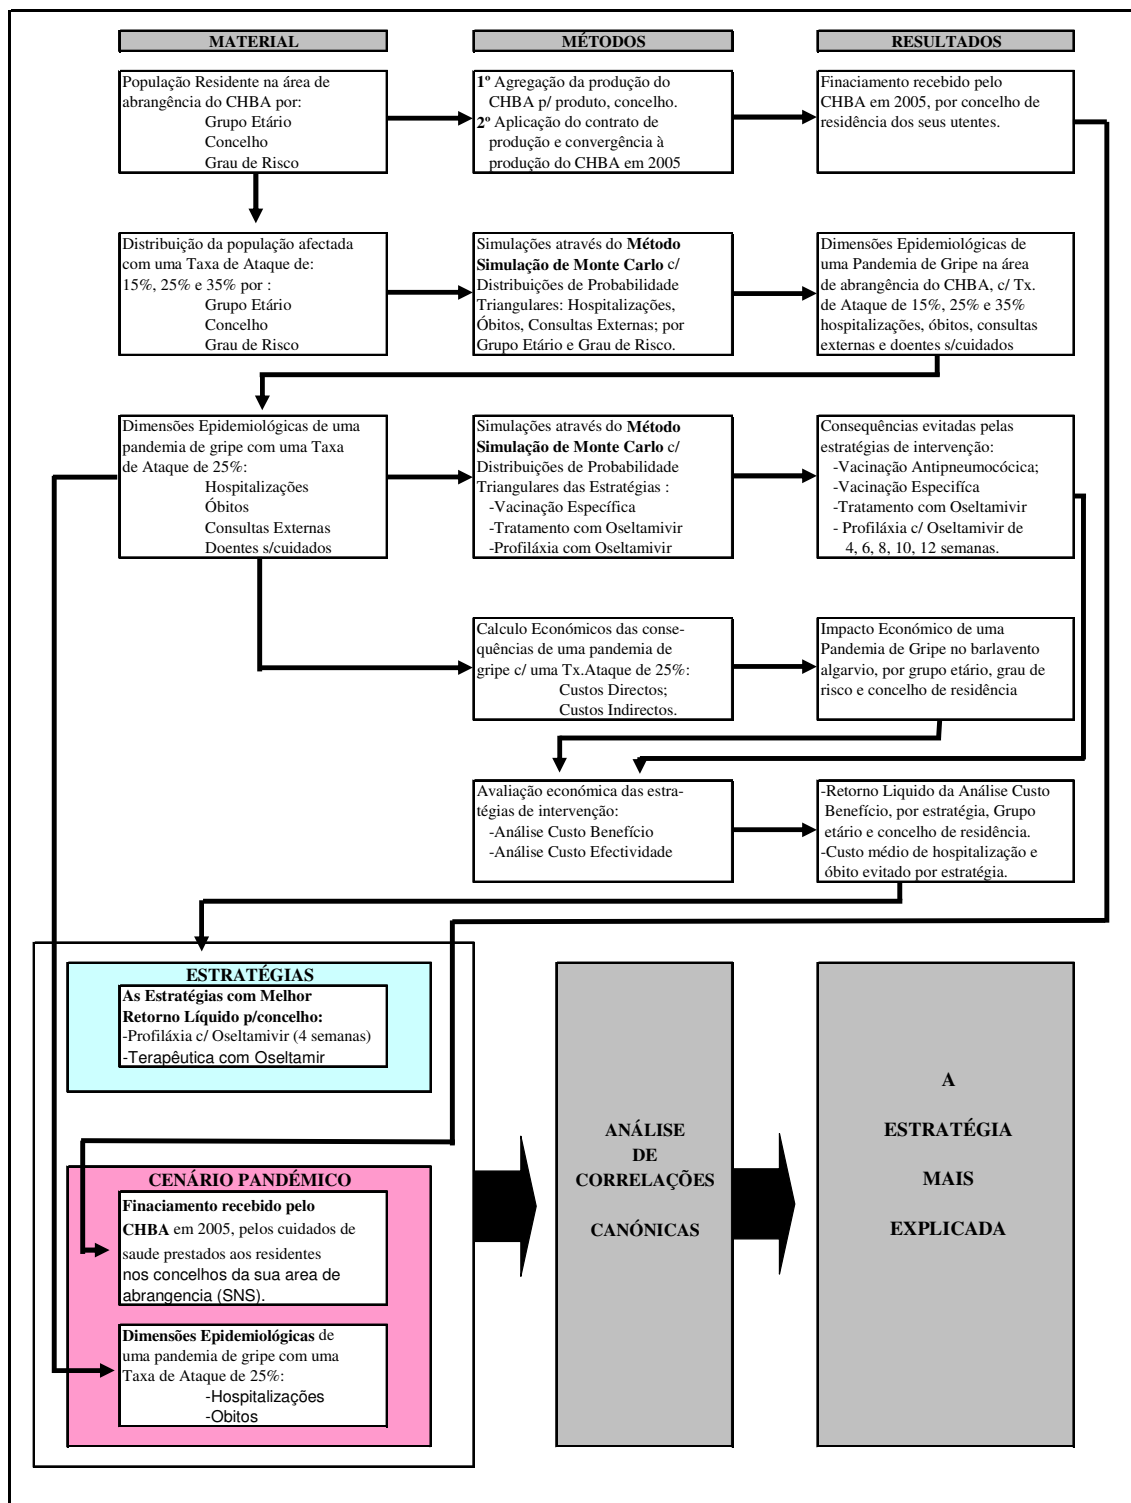 MATERIAL
MÉTODOS
RESULTADOS
População Residente na área de
abrangência do CHBA por:
Grupo Etário
Concelho
Grau de Risco
1º Agregação da produção do
CHBA p/ produto, concelho.
2º Aplicação do contrato de
produção e convergência à
produção do CHBA em 2005
Finaciamento recebido pelo
CHBA em 2005, por concelho de
residência dos seus utentes.
Distribuição da população afectada
com uma Taxa de Ataque de:
15%, 25% e 35% por :
Grupo Etário
Concelho
Grau de Risco
Simulações através do Método
Simulação de Monte Carlo c/
Distribuições de Probabilidade
Triangulares: Hospitalizações,
Óbitos, Consultas Externas; por
Grupo Etário e Grau de Risco.
Dimensões Epidemiológicas de
uma Pandemia de Gripe na área
de abrangência do CHBA, c/ Tx.
de Ataque de 15%, 25% e 35%
hospitalizações, óbitos, consultas
externas e doentes s/cuidados
Dimensões Epidemiológicas de uma
pandemia de gripe com uma Taxa
de Ataque de 25%:
Hospitalizações
Óbitos
Consultas Externas
Doentes s/cuidados
Simulações através do Método
Simulação de Monte Carlo c/
Distribuições de Probabilidade
Triangulares das Estratégias :
-Vacinação Específica
-Tratamento com Oseltamivir
-Profiláxia com Oseltamivir
Consequências evitadas pelas
estratégias de intervenção:
-Vacinação Antipneumocócica;
-Vacinação Especifíca
-Tratamento com Oseltamivir
- Profiláxia c/ Oseltamivir de
4, 6, 8, 10, 12 semanas.
Calculo Económicos das conse-
quências de uma pandemia de
gripe c/ uma Tx.Ataque de 25%:
Custos Directos;
Custos Indirectos.
Impacto Económico de uma
Pandemia de Gripe no barlavento
algarvio, por grupo etário, grau de
risco e concelho de residência
Avaliação económica das estra-
tégias de intervenção:
-Análise Custo Benefício
-Análise Custo Efectividade
-Retorno Liquido da Análise Custo
Benefício, por estratégia, Grupo
etário e concelho de residência.
-Custo médio de hospitalização e
óbito evitado por estratégia.
ESTRATÉGIAS
As Estratégias com Melhor
Retorno Líquido p/concelho:
-Profiláxia c/ Oseltamivir (4 semanas)
-Terapêutica com Oseltamir
CENÁRIO PANDÉMICO
Finaciamento recebido pelo
CHBA em 2005, pelos cuidados de
saude prestados aos residentes
nos concelhos da sua area de
abrangencia (SNS).
Dimensões Epidemiológicas de
uma pandemia de gripe com uma
Taxa de Ataque de 25%:
-Hospitalizações
-Obitos
ANÁLISE
DE
CORRELAÇÕES
CANÓNICAS
A
ESTRATÉGIA
MAIS
EXPLICADA